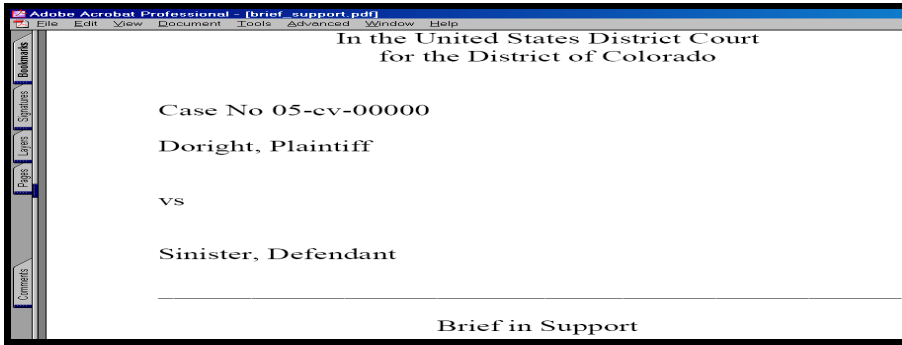 Adobe Acrobat Professional - [brief_support.pdf]
File Edit View Document Tools Advanced Window Help
Bookmarks
Signatures
Layers
Pages
Comments
In the United States District Court
for the District of Colorado
Case No 05-cv-00000
Doright, Plaintiff
vs
Sinister, Defendant
Brief in Support